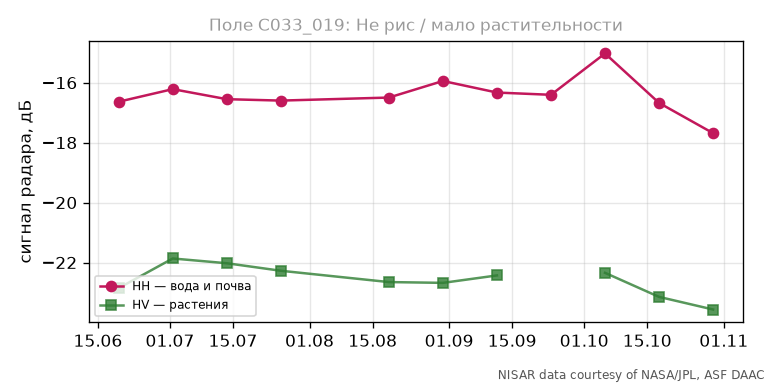 Поле C033_019: Не рис / мало растительности
сигнал радара, дБ
−16
−18
−20
−22
HH — вода и почва
HV — растения
15.06 01.07 15.07 01.08 15.08 01.09 15.09 01.10 15.10 01.11
NISAR data courtesy of NASA/JPL, ASF DAAC